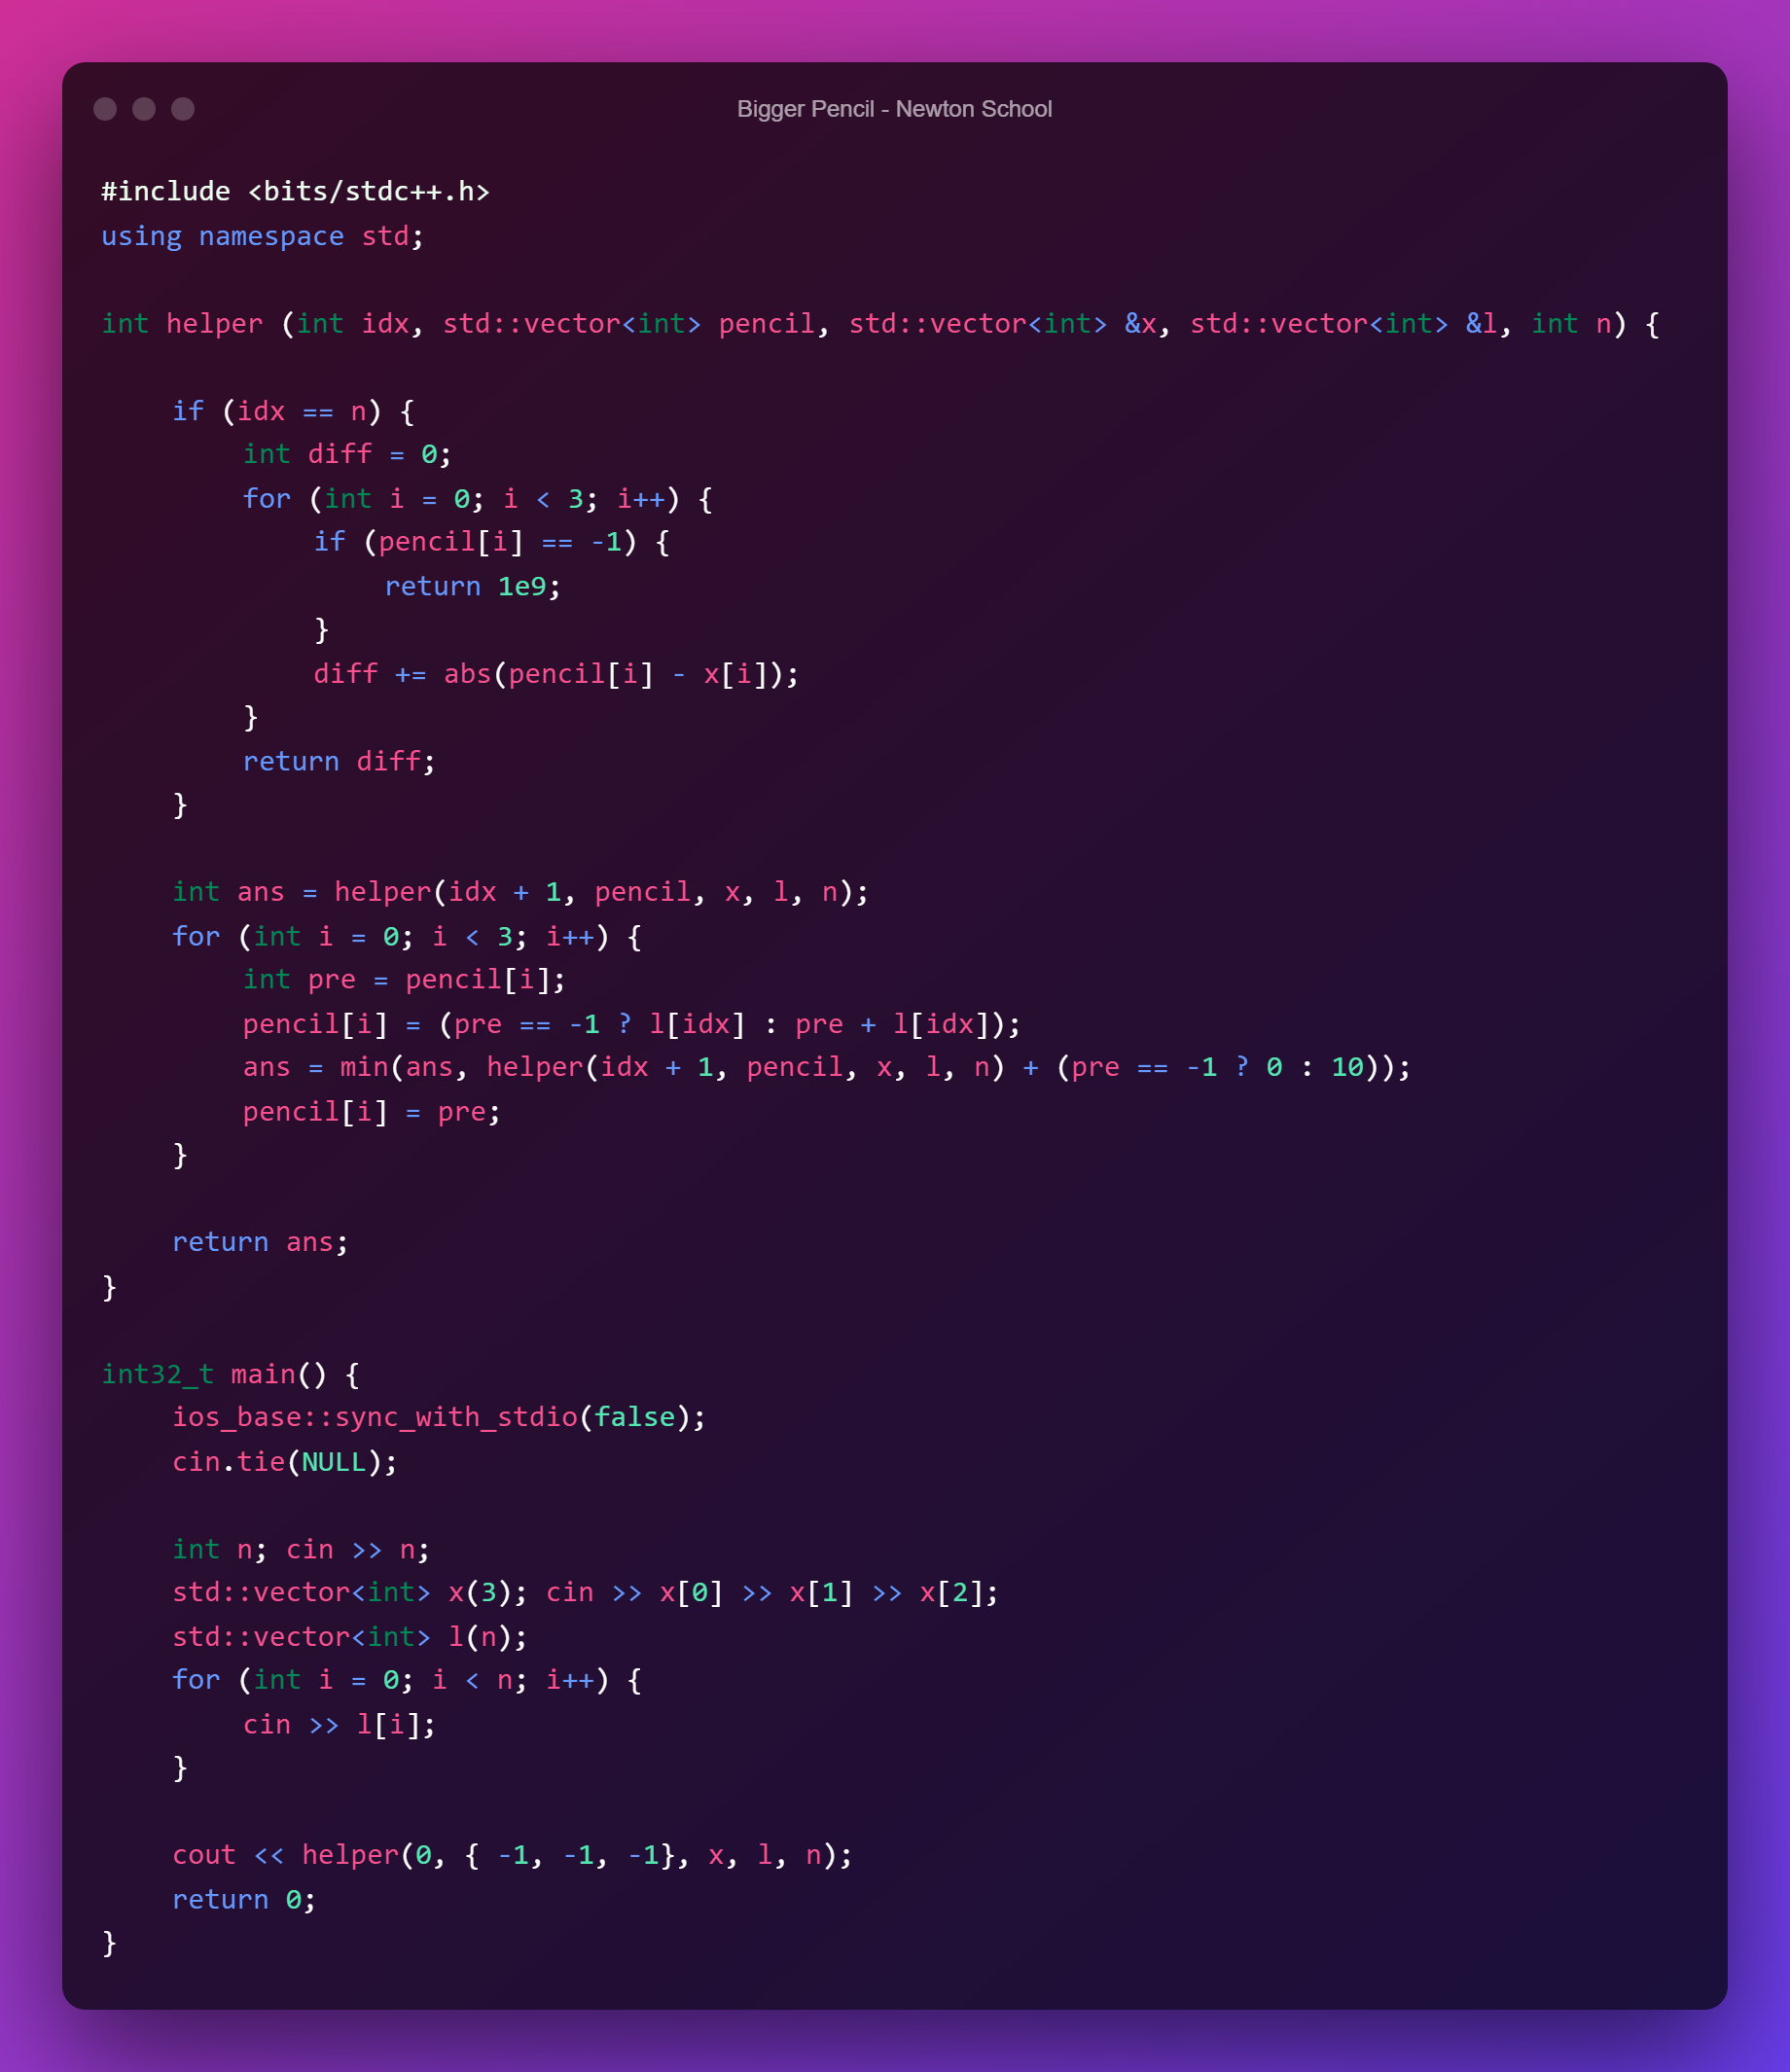 Bigger Pencil - Newton School
#include <bits/stdc++.h>
using namespace std;
int helper (int idx, std::vector<int> pencil, std::vector<int> &x, std::vector<int> &l, int n) {
if (idx == n) {
int diff = 0;
for (int i = 0; i < 3; i++) {
if (pencil[i] == -1) {
return 1e9;
}
diff += abs(pencil[i] - x[i]);
}
return diff;
}
int ans = helper(idx + 1, pencil, x, l, n);
for (int i = 0; i < 3; i++) {
int pre = pencil[i];
pencil[i] = (pre == -1 ? l[idx] : pre + l[idx]);
ans = min(ans, helper(idx + 1, pencil, x, l, n) + (pre == -1 ? 0 : 10));
pencil[i] = pre;
}
return ans;
}
int32_t main() {
ios_base::sync_with_stdio(false);
cin.tie(NULL);
int n; cin >> n;
std::vector<int> x(3); cin >> x[0] >> x[1] >> x[2];
std::vector<int> l(n);
for (int i = 0; i < n; i++) {
cin >> l[i];
}
cout << helper(0, { -1, -1, -1}, x, l, n);
return 0;
}